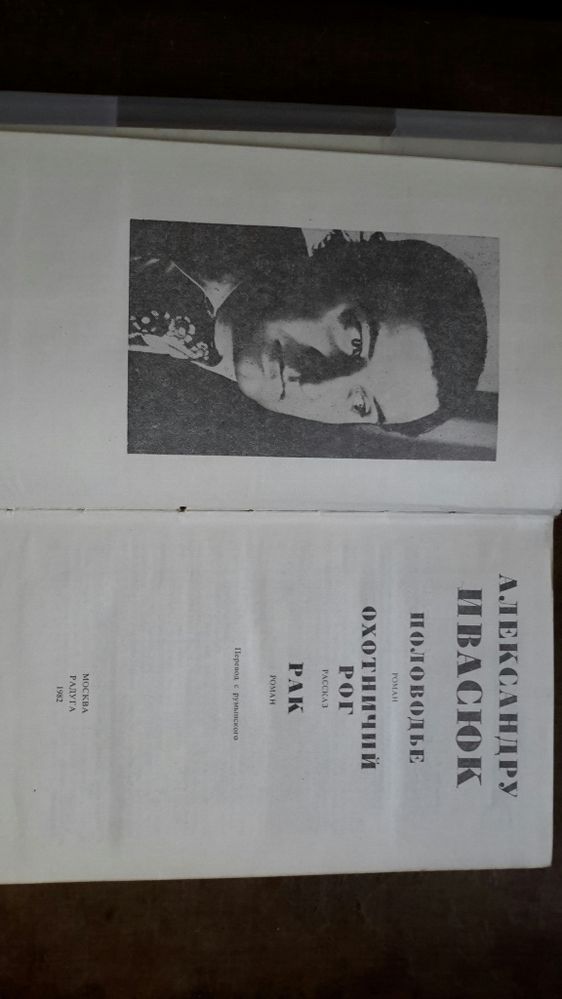 АЛЕКСАНДРУ
ИВАСЮК
ПОЛОВОДЬЕ
РОМАН
ОХОТНИЧИЙ
РОГ
РАССКАЗ
РАК
РОМАН
Перевод с румынского
МОСКВА
РАДУГА
1982